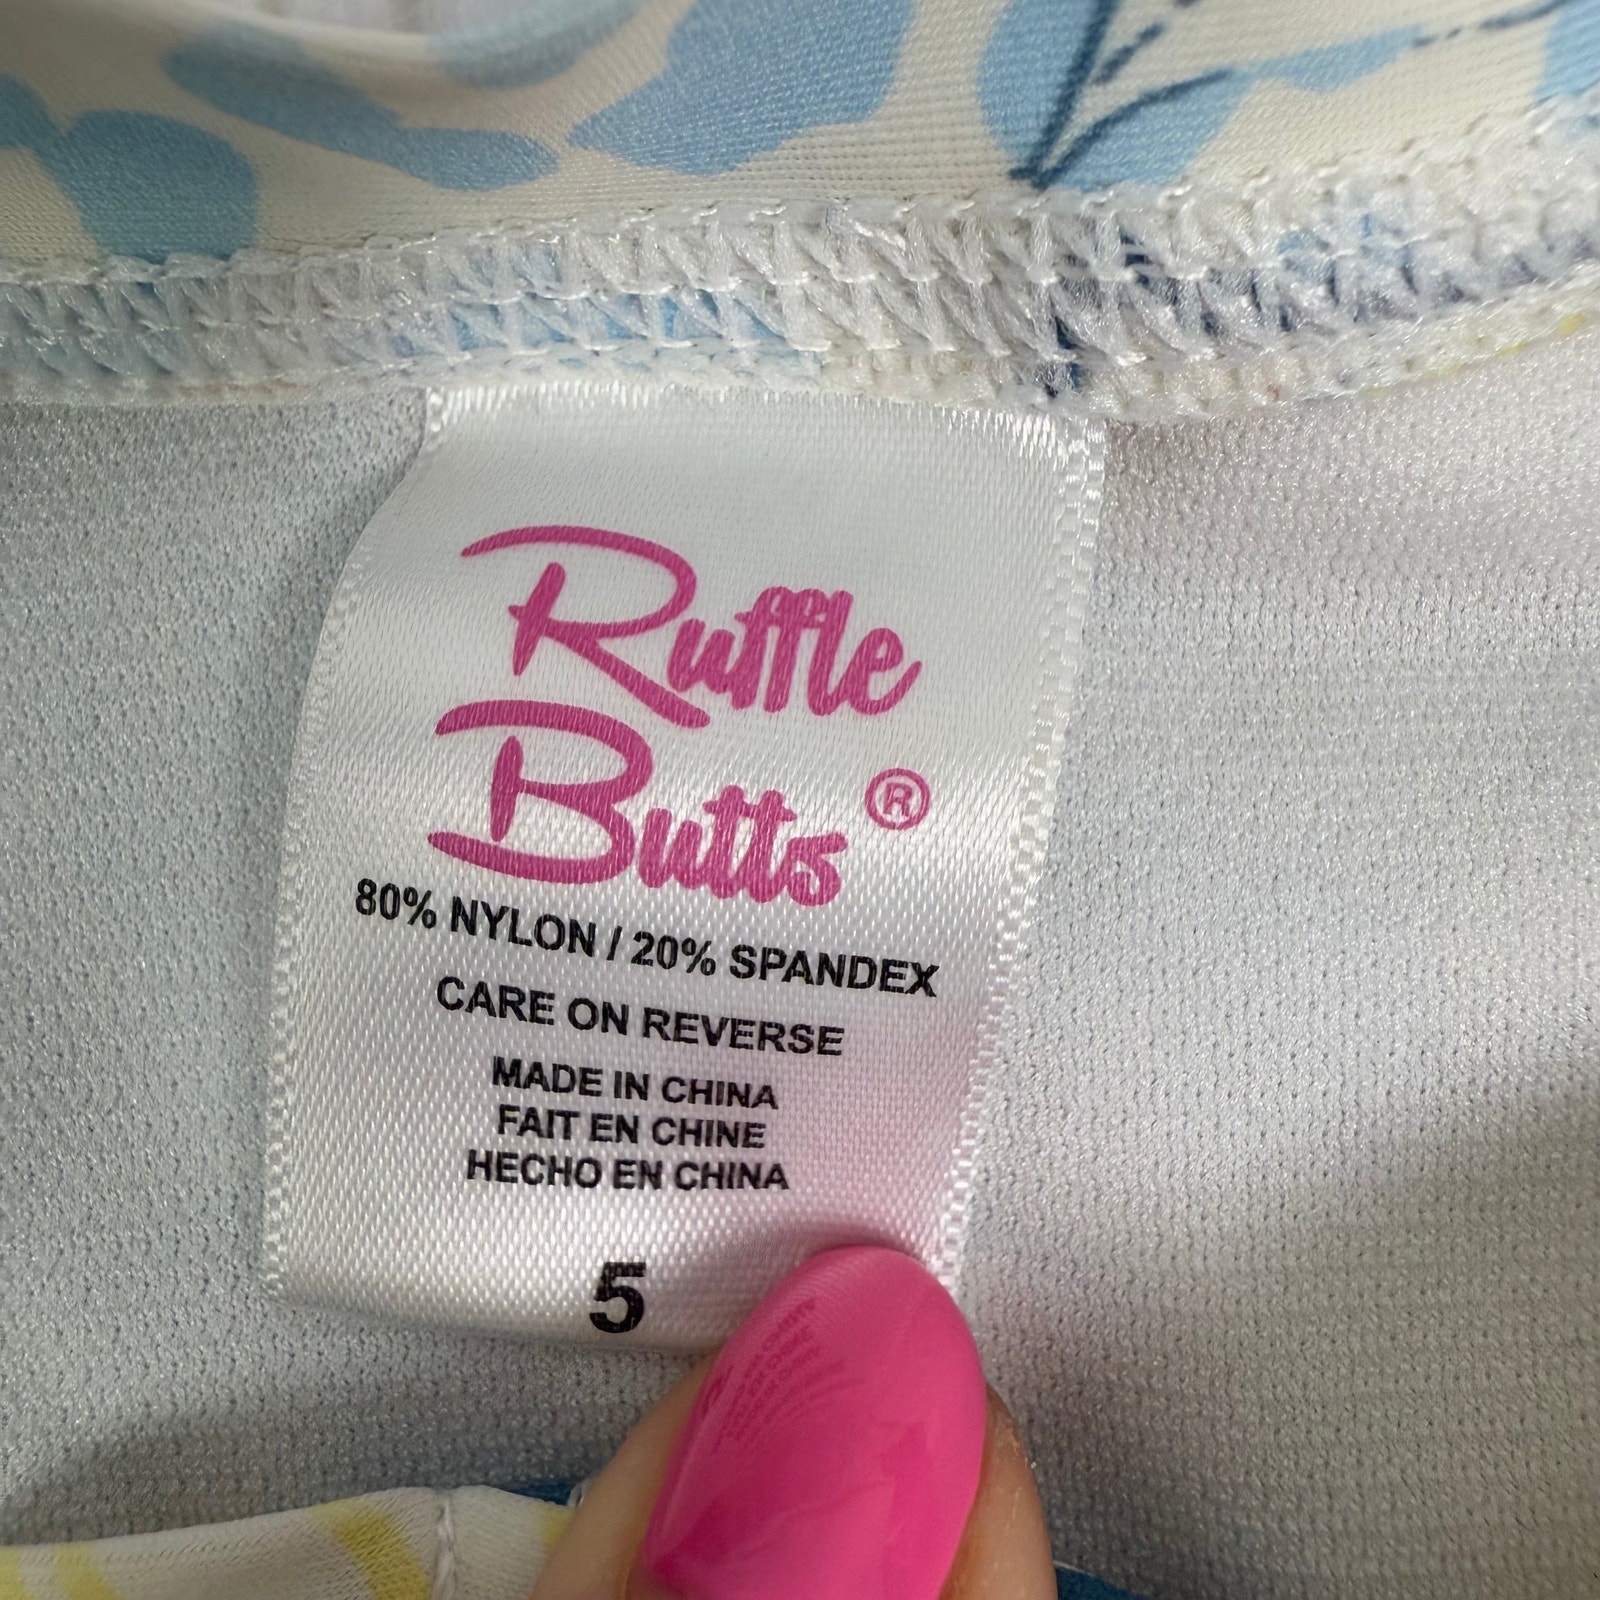 Ruffle
Butts®
80% NYLON / 20% SPANDEX
CARE ON REVERSE
MADE IN CHINA
FAIT EN CHINE
HECHO EN CHINA
5